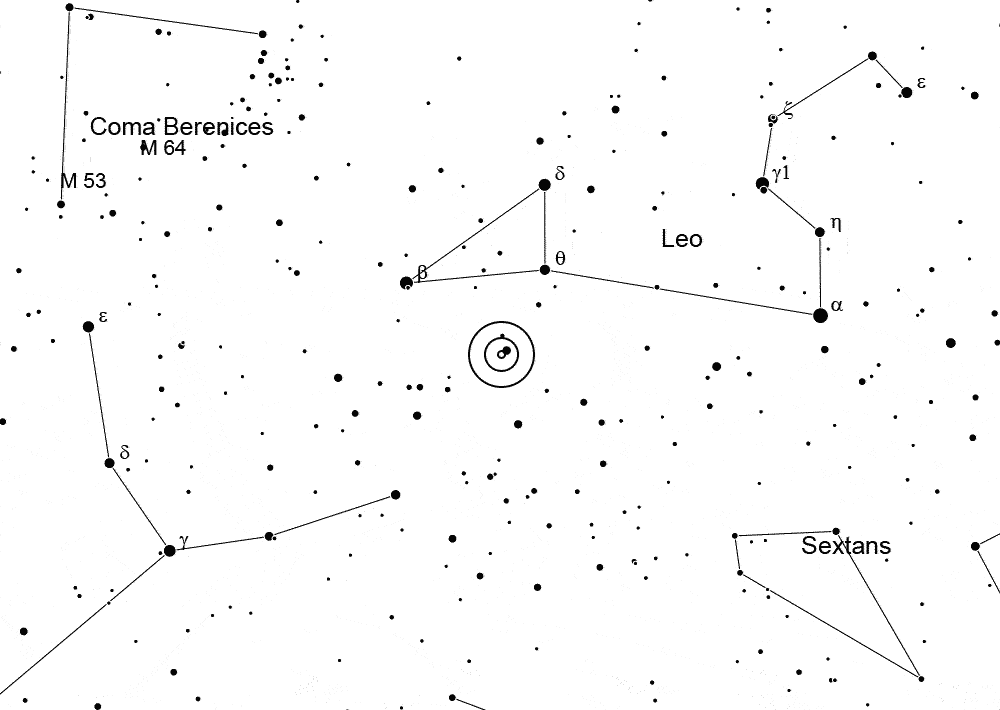 ε
ζ
Coma Berenices
M 64
δ
γ1
M 53
η
Leo
θ
β
α
ε
δ
γ
Sextans